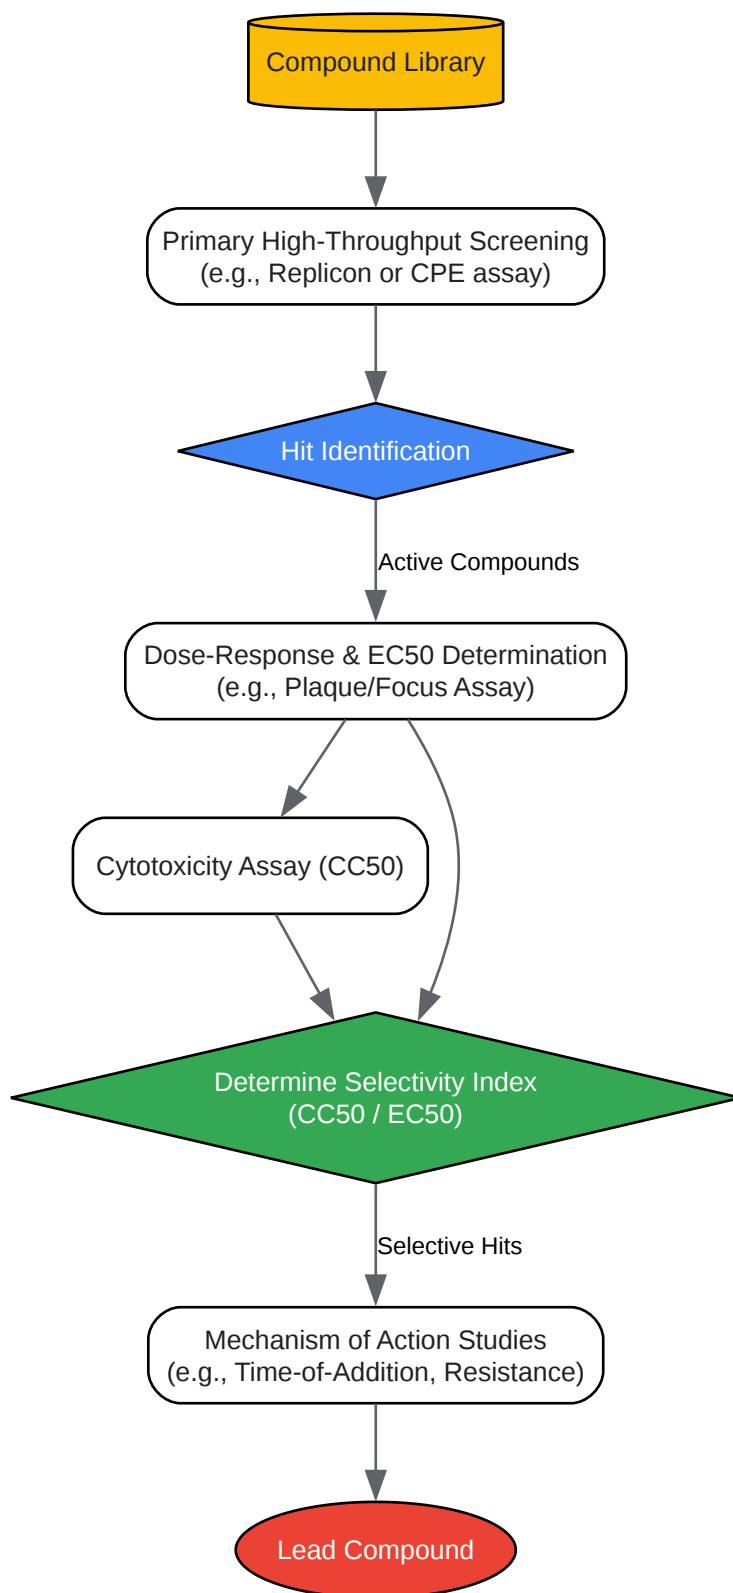 Compound Library
Primary High-Throughput Screening
(e.g., Replicon or CPE assay)
Hit Identification
Active Compounds
Dose-Response & EC50 Determination
(e.g., Plaque/Focus Assay)
Cytotoxicity Assay (CC50)
Determine Selectivity Index
(CC50 / EC50)
Selective Hits
Mechanism of Action Studies
(e.g., Time-of-Addition, Resistance)
Lead Compound